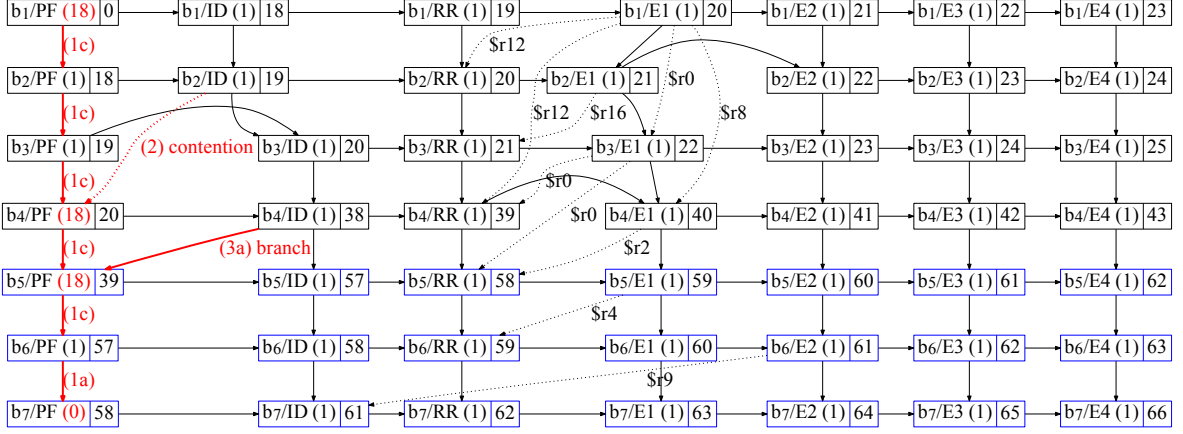 b₁/PF (18) 0 b₁/ID (1) 18 b₁/RR (1) 19 b₁/E1 (1) 20 b₁/E2 (1) 21 b₁/E3 (1) 22 b₁/E4 (1) 23
(1c) $r12
b₂/PF (1) 18 b₂/ID (1) 19 b₂/RR (1) 20 b₂/E1 (1) 21 $r0 b₂/E2 (1) 22 b₂/E3 (1) 23 b₂/E4 (1) 24
(1c) $r12 $r16 $r8
b₃/PF (1) 19 (2) contention b₃/ID (1) 20 b₃/RR (1) 21 b₃/E1 (1) 22 b₃/E2 (1) 23 b₃/E3 (1) 24 b₃/E4 (1) 25
(1c) $r0
b₄/PF (18) 20 b₄/ID (1) 38 b₄/RR (1) 39 $r0 b₄/E1 (1) 40 b₄/E2 (1) 41 b₄/E3 (1) 42 b₄/E4 (1) 43
(1c) (3a) branch $r2
b₅/PF (18) 39 b₅/ID (1) 57 b₅/RR (1) 58 b₅/E1 (1) 59 b₅/E2 (1) 60 b₅/E3 (1) 61 b₅/E4 (1) 62
(1c) $r4
b₆/PF (1) 57 b₆/ID (1) 58 b₆/RR (1) 59 b₆/E1 (1) 60 b₆/E2 (1) 61 b₆/E3 (1) 62 b₆/E4 (1) 63
(1a) $r9
b₇/PF (0) 58 b₇/ID (1) 61 b₇/RR (1) 62 b₇/E1 (1) 63 b₇/E2 (1) 64 b₇/E3 (1) 65 b₇/E4 (1) 66